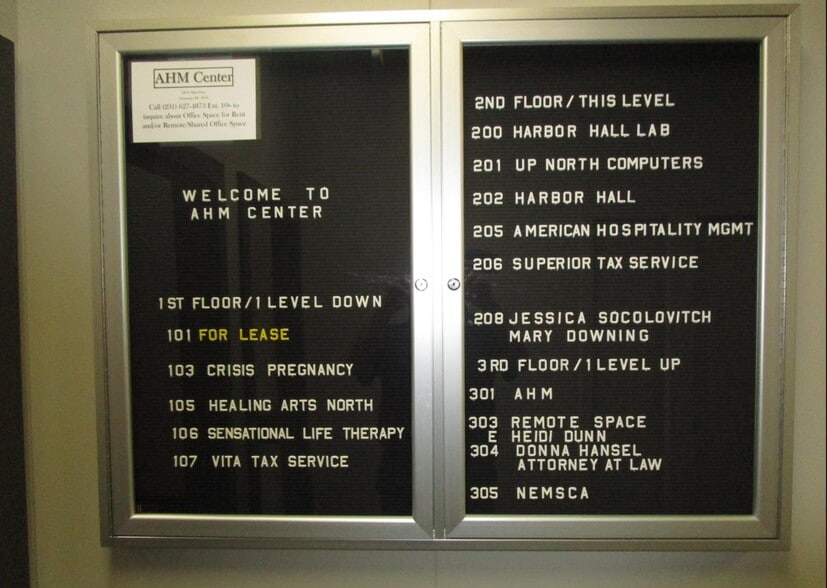 AHM Center
Call (231) 627-4873 Ext. 106 to
inquire about Office Space for Rent
and/or Remote/Shared Office Space
WELCOME TO
AHM CENTER
1ST FLOOR/1 LEVEL DOWN
101 FOR LEASE
103 CRISIS PREGNANCY
105 HEALING ARTS NORTH
106 SENSATIONAL LIFE THERAPY
107 VITA TAX SERVICE
2ND FLOOR/THIS LEVEL
200 HARBOR HALL LAB
201 UP NORTH COMPUTERS
202 HARBOR HALL
205 AMERICAN HOSPITALITY MGMT
206 SUPERIOR TAX SERVICE
208 JESSICA SOCOLOVITCH
MARY DOWNING
3RD FLOOR/1 LEVEL UP
301 AHM
303 REMOTE SPACE
E HEIDI DUNN
304 DONNA HANSEL
ATTORNEY AT LAW
305 NEMSCA